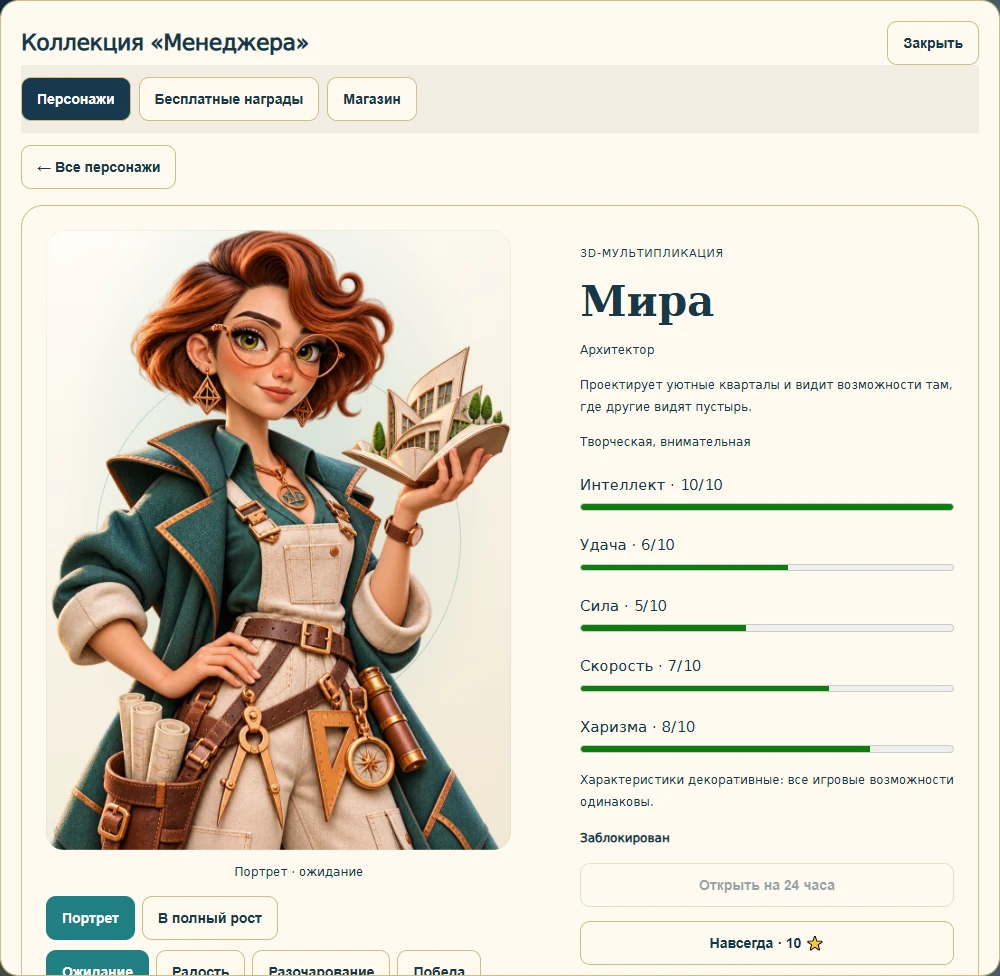 Коллекция «Менеджера»
Закрыть
Персонажи
Бесплатные награды
Магазин
← Все персонажи
3D-МУЛЬТИПЛИКАЦИЯ
Мира
Архитектор
Проектирует уютные кварталы и видит возможности там,
где другие видят пустырь.
Творческая, внимательная
Интеллект · 10/10
Удача · 6/10
Сила · 5/10
Скорость · 7/10
Харизма · 8/10
Характеристики декоративные: все игровые возможности
одинаковы.
Заблокирован
Открыть на 24 часа
Навсегда · 10 ⭐
Портрет · ожидание
Портрет
В полный рост
Ожидание
Радость
Разочарование
Победа